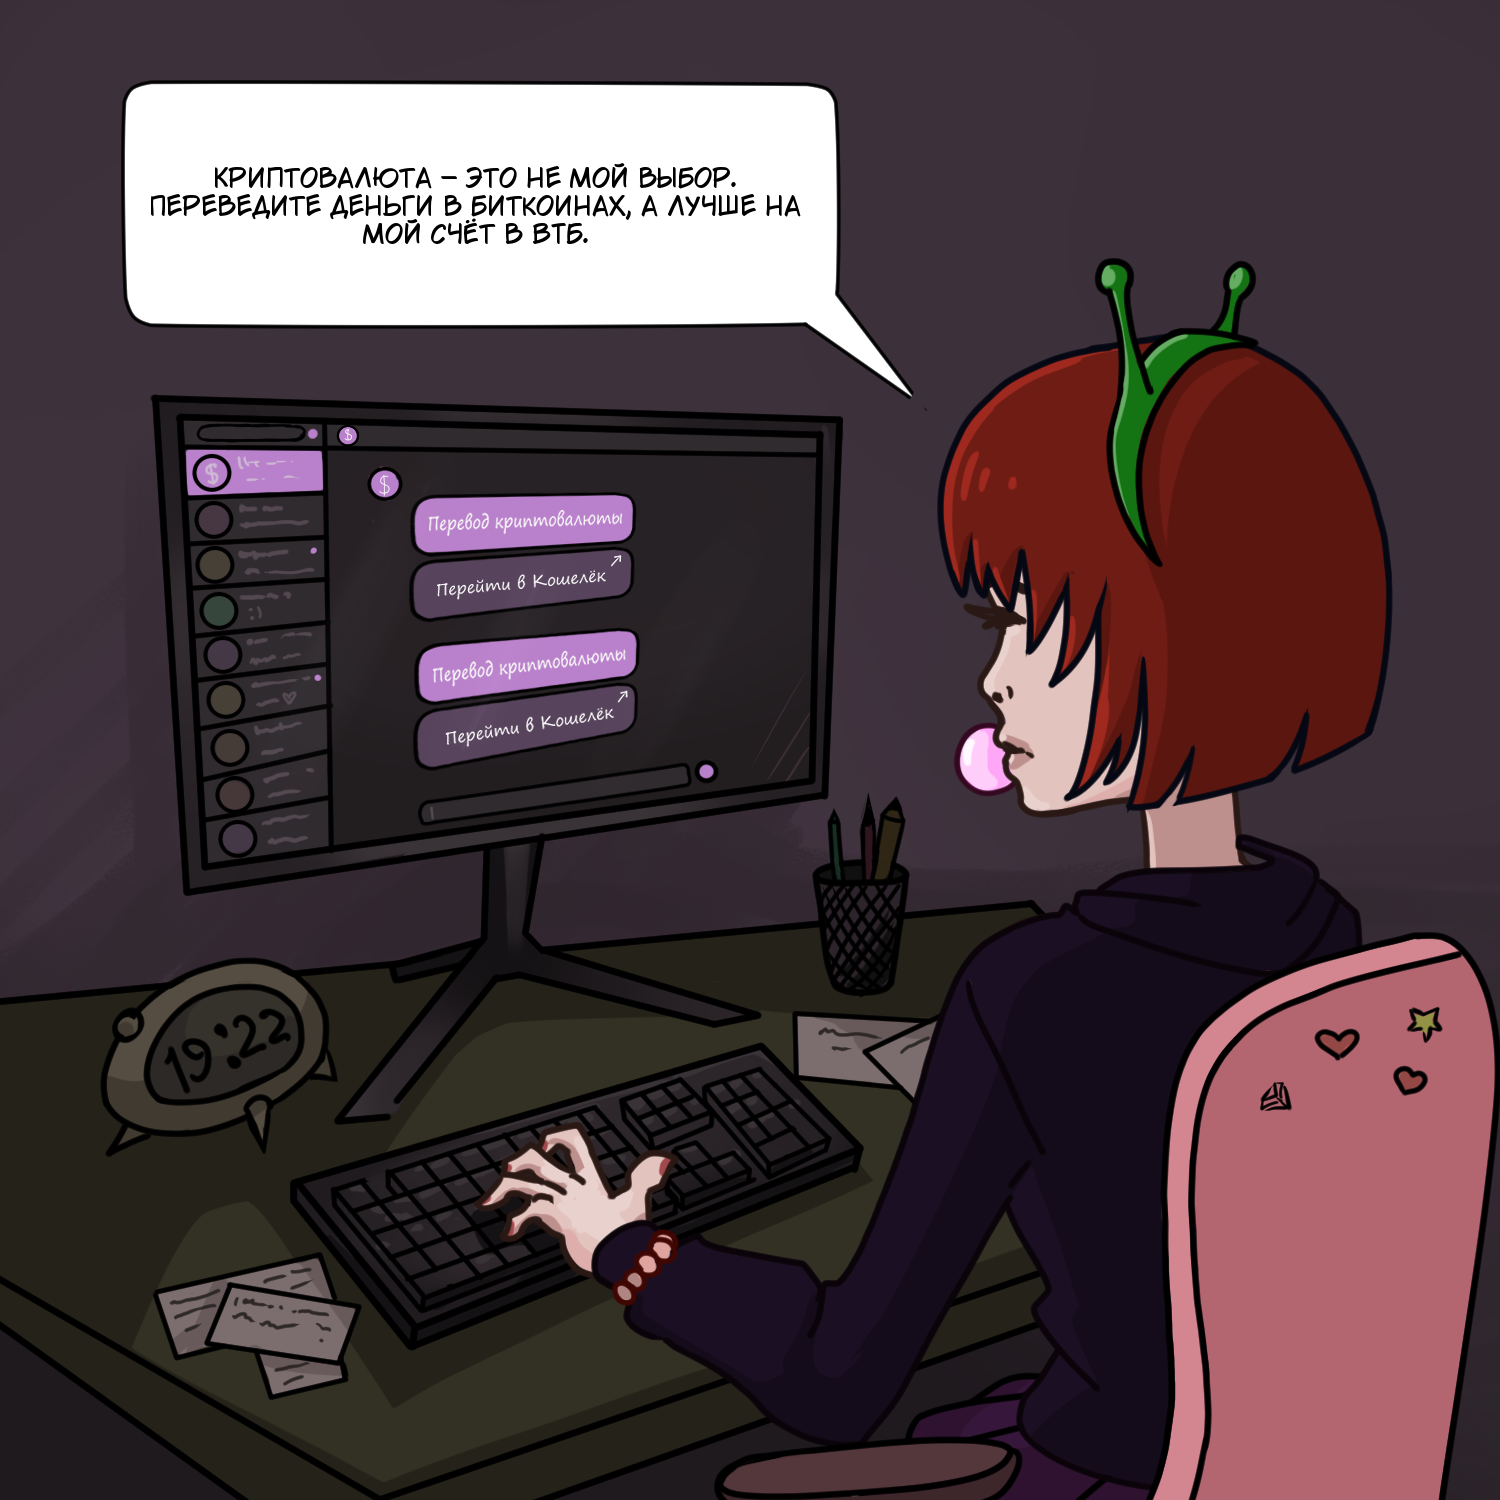 КРИПТОВАЛЮТА – ЭТО НЕ МОЙ ВЫБОР.
ПЕРЕВЕДИТЕ ДЕНЬГИ В БИТКОИНАХ, А ЛУЧШЕ НА
МОЙ СЧЁТ В ВТБ.
$
$
$
Перевод криптовалюты
Перейти в Кошелёк
Перевод криптовалюты
Перейти в Кошелёк
:)
19:22